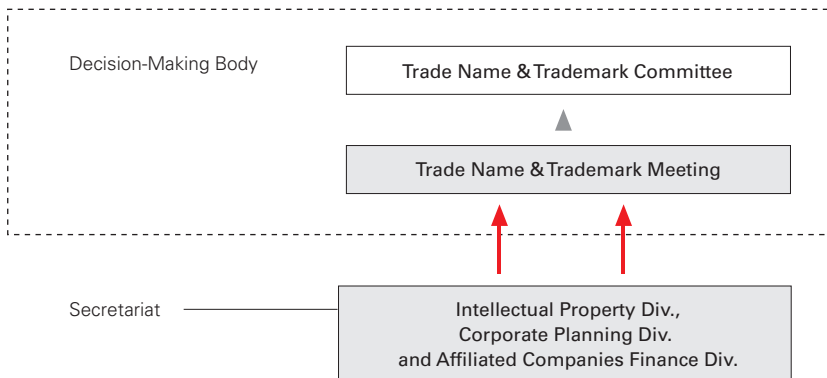 Decision-Making Body
Trade Name & Trademark Committee
Trade Name & Trademark Meeting
Secretariat
Intellectual Property Div.,
Corporate Planning Div.
and Affiliated Companies Finance Div.